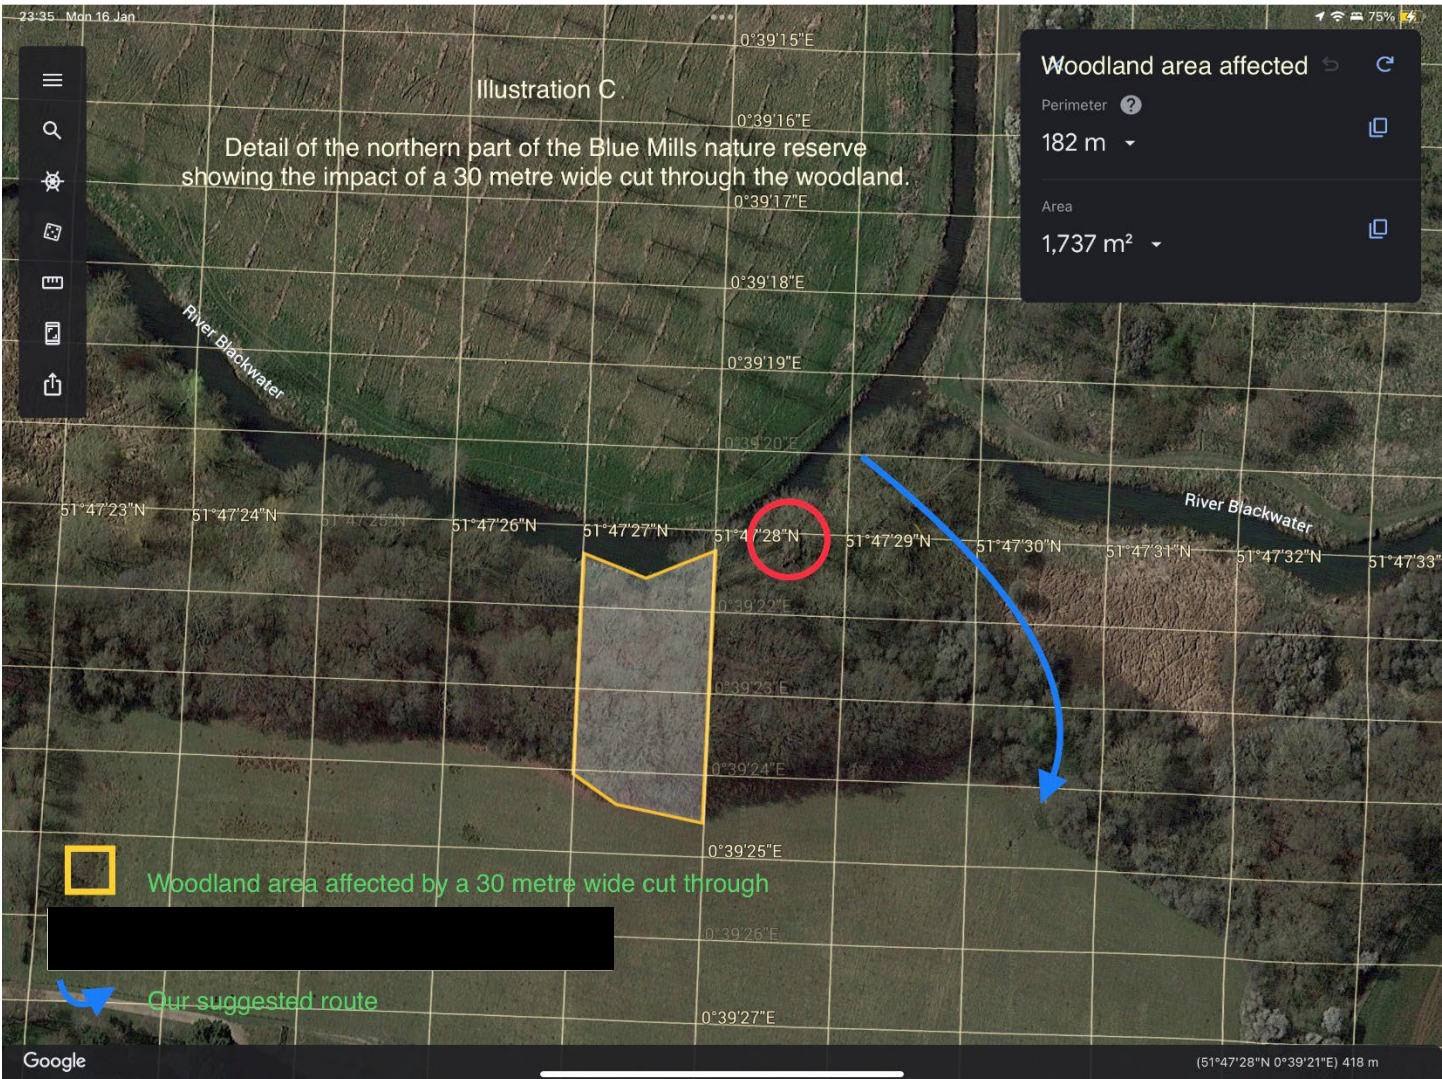 23:35 Mon 16 Jan
75%
Illustration C.
Detail of the northern part of the Blue Mills nature reserve
showing the impact of a 30 metre wide cut through the woodland.
Woodland area affected
Perimeter ?
182 m
Area
1,737 m²
0°39'15"E
0°39'16"E
0°39'17"E
0°39'18"E
0°39'19"E
0°39'20"E
River Blackwater
River Blackwater
51°47'23"N
51°47'24"N
51°47'25"N
51°47'26"N
51°47'27"N
51°47'28"N
51°47'29"N
51°47'30"N
51°47'31"N
51°47'32"N
51°47'33"
0°39'22"E
0°39'23"E
0°39'24"E
0°39'25"E
Woodland area affected by a 30 metre wide cut through
0°39'26"E
Our suggested route
0°39'27"E
Google
(51°47'28"N 0°39'21"E) 418 m